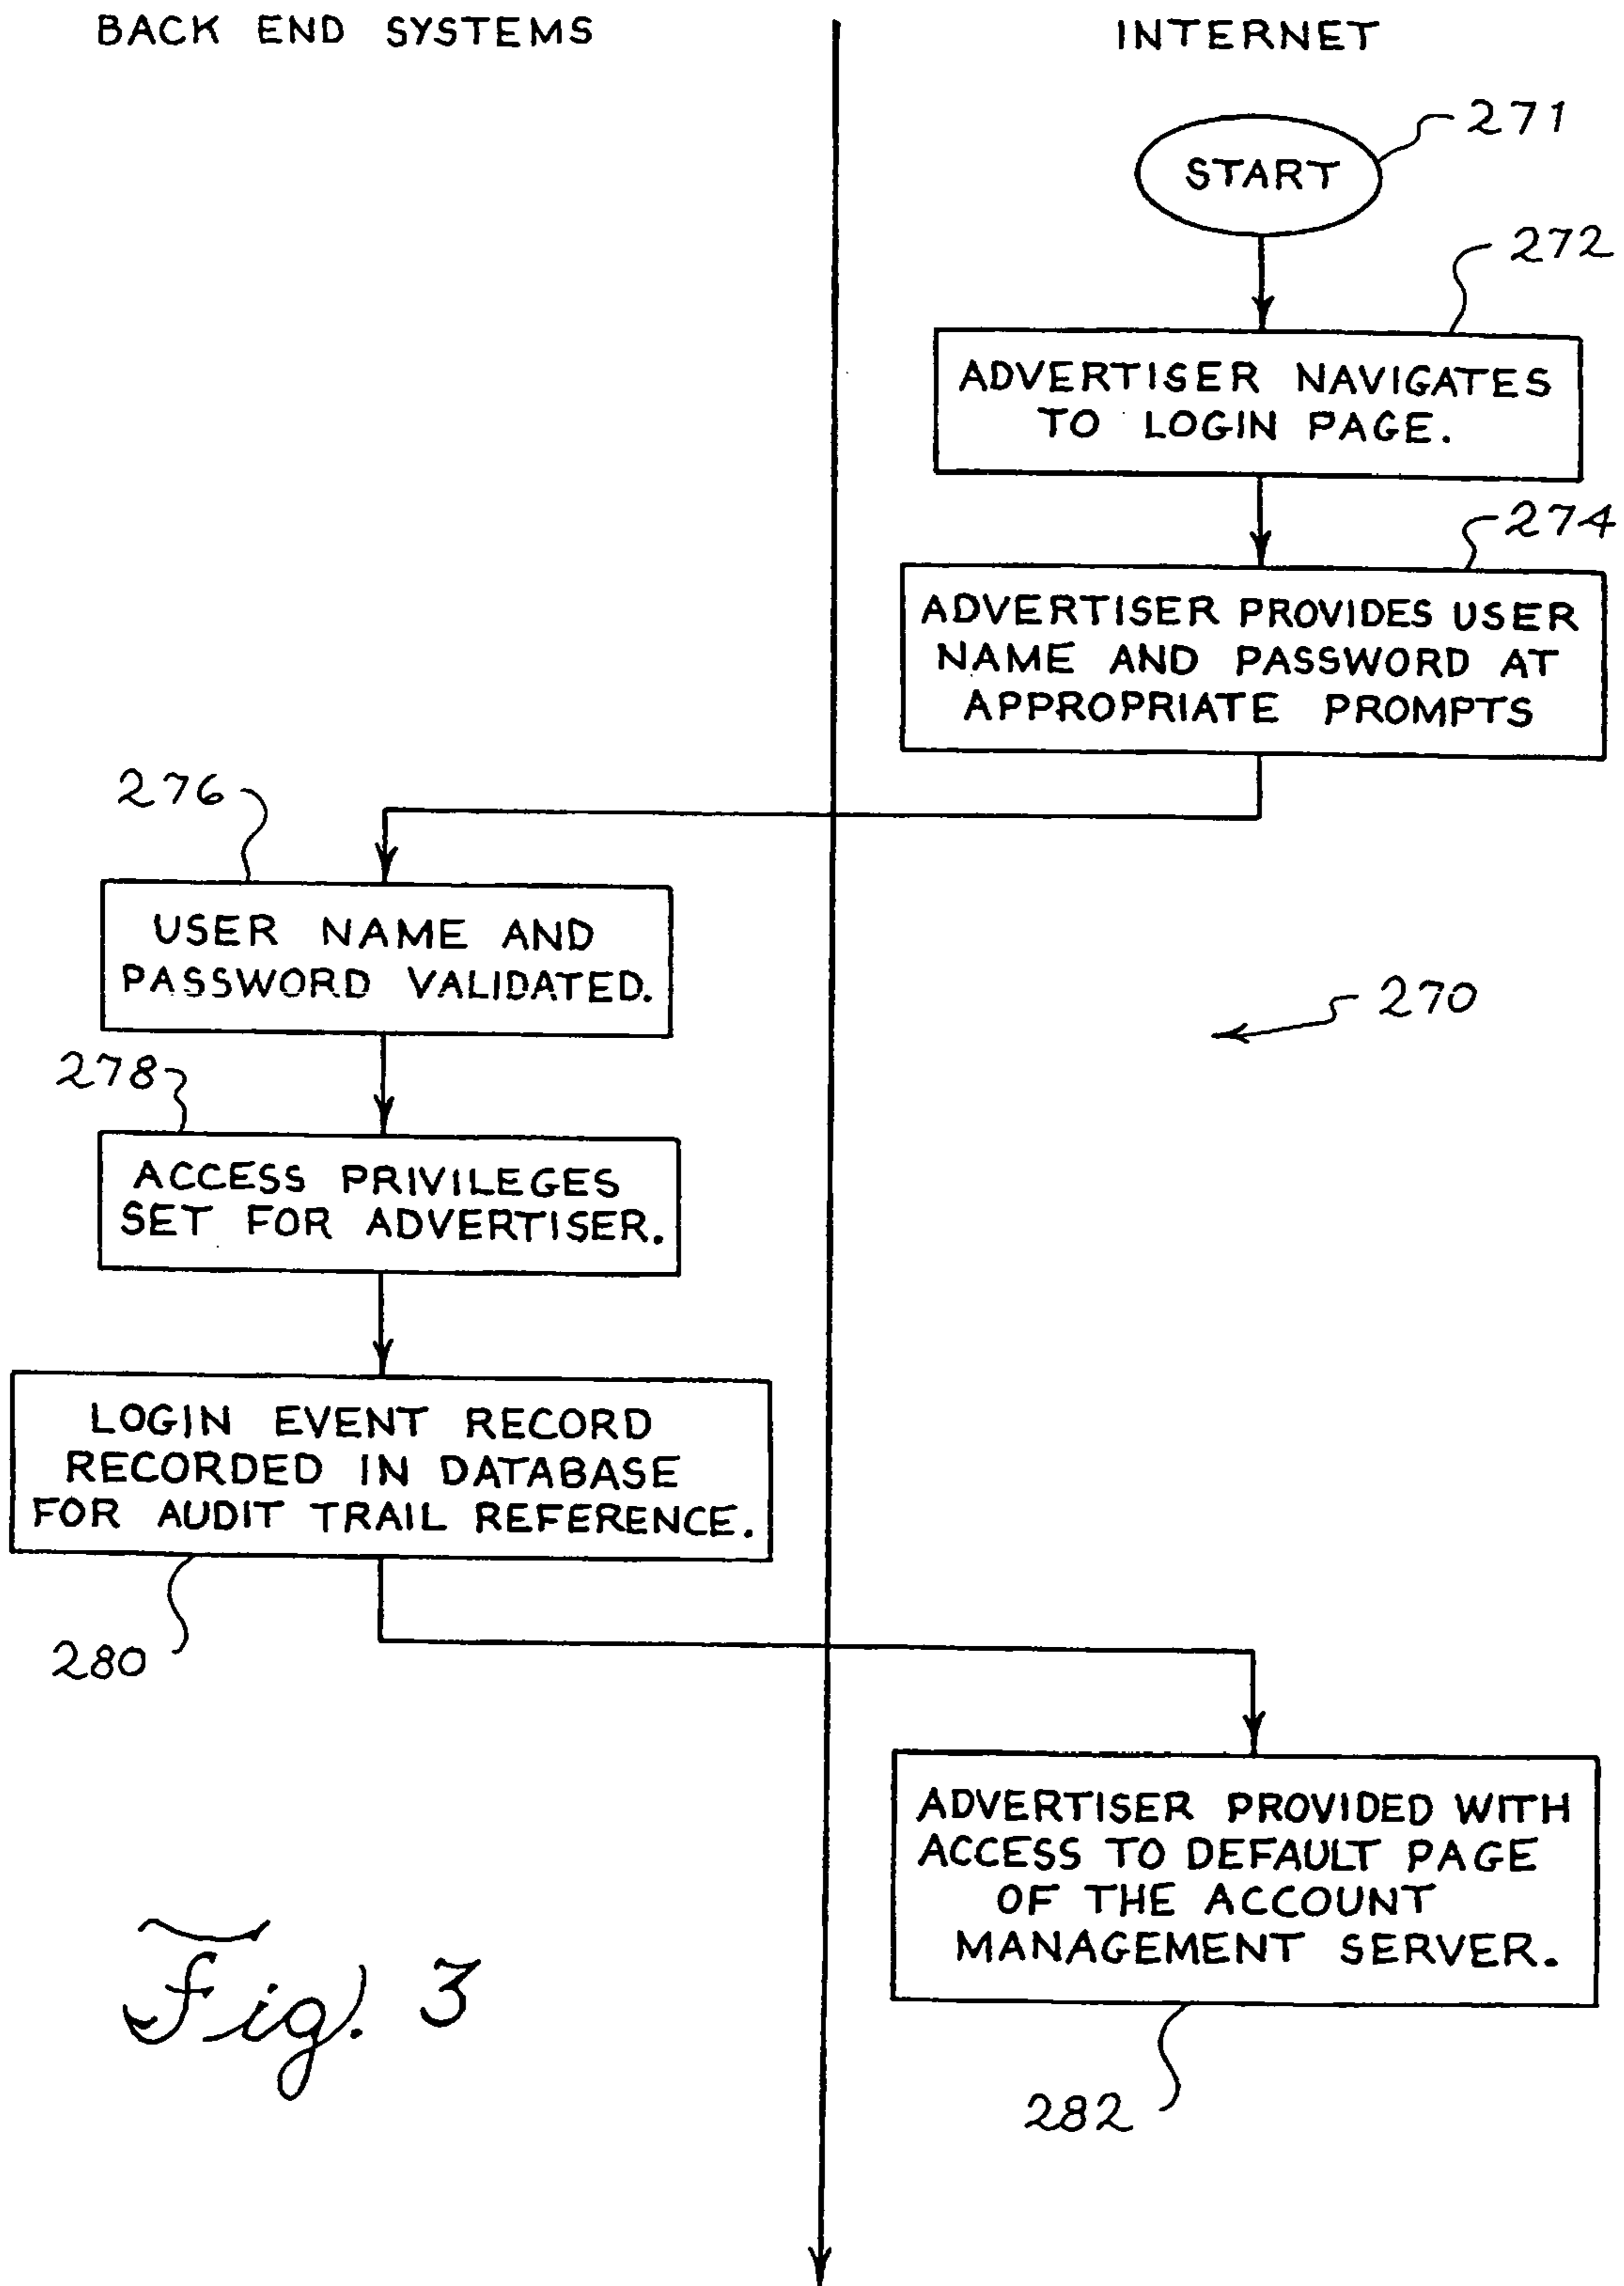 BACK END SYSTEMS
INTERNET
START
271
272
ADVERTISER NAVIGATES
TO LOGIN PAGE.
274
ADVERTISER PROVIDES USER
NAME AND PASSWORD AT
APPROPRIATE PROMPTS
276
USER NAME AND
PASSWORD VALIDATED.
270
278
ACCESS PRIVILEGES
SET FOR ADVERTISER.
LOGIN EVENT RECORD
RECORDED IN DATABASE
FOR AUDIT TRAIL REFERENCE.
280
ADVERTISER PROVIDED WITH
ACCESS TO DEFAULT PAGE
OF THE ACCOUNT
MANAGEMENT SERVER.
282
Fig. 3